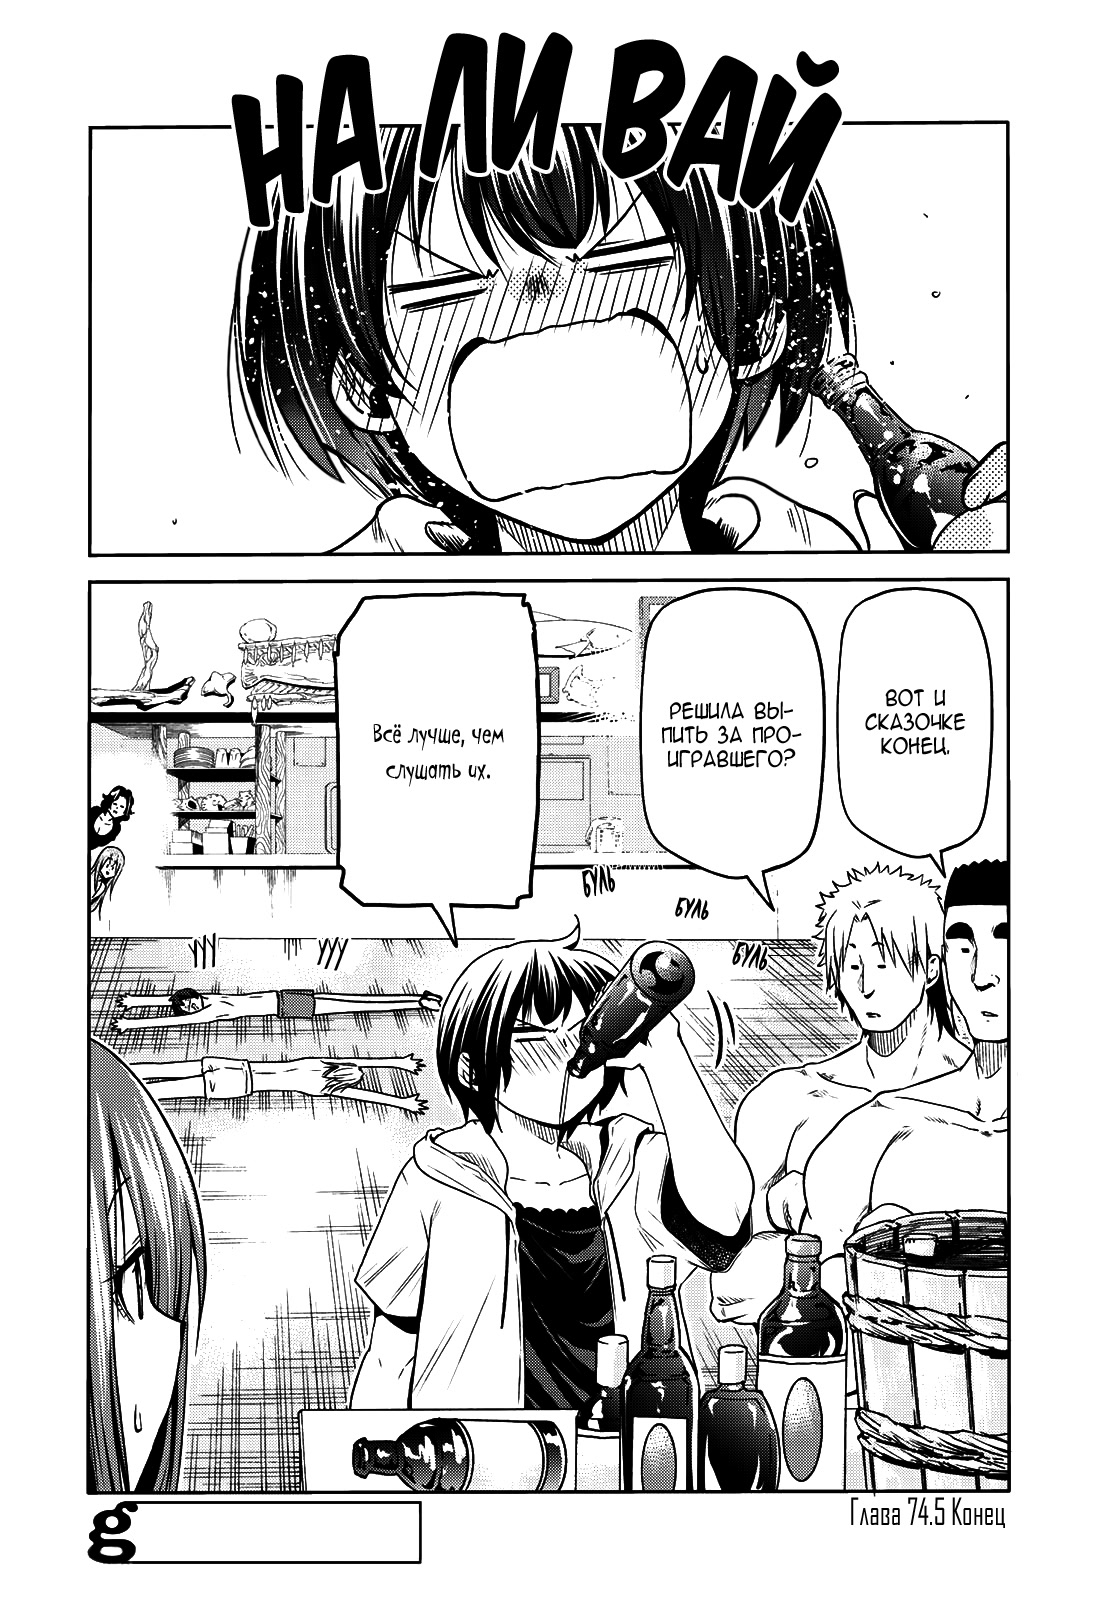 НА ЛИ ВАЙ
ВОТ И
СКАЗОЧКЕ
КОНЕЦ.
РЕШИЛА ВЫ-
ПИТЬ ЗА ПРО-
ИГРАВШЕГО?
Всё лучше, чем
слушать их.
БУЛЬ
БУЛЬ
БУЛЬ
УУУ
УУУ
Глава 74.5 Конец
g